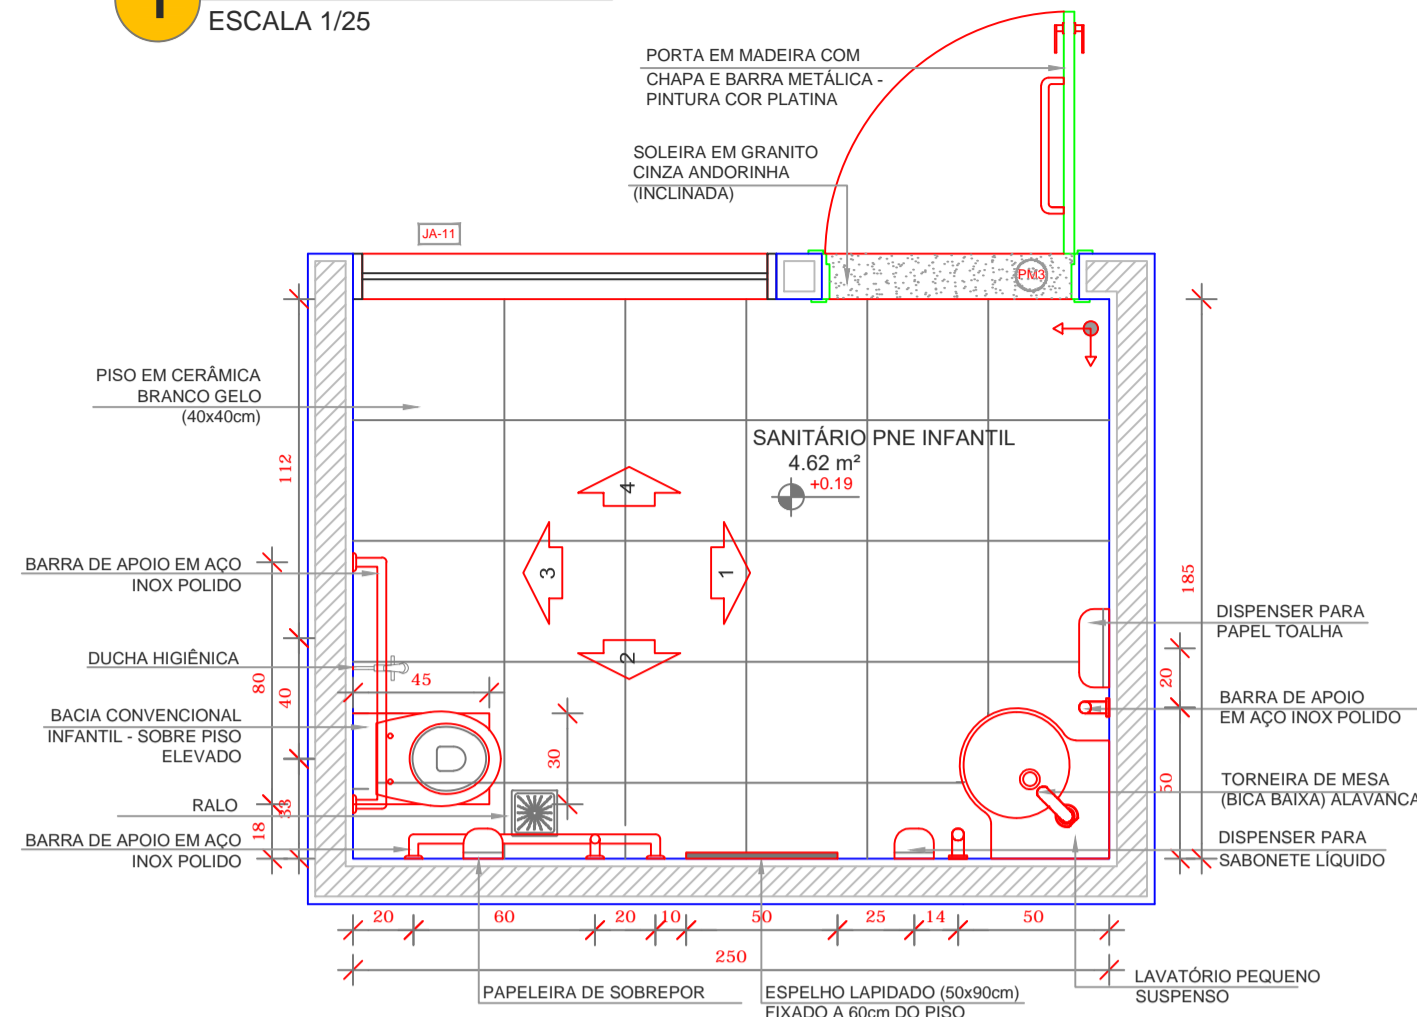 1
ESCALA 1/25
PORTA EM MADEIRA COM
CHAPA E BARRA METÁLICA -
PINTURA COR PLATINA
SOLEIRA EM GRANITO
CINZA ANDORINHA
(INCLINADA)
JA-11
PM3
PISO EM CERÂMICA
BRANCO GELO
(40x40cm)
SANITÁRIO PNE INFANTIL
4.62 m²
+0.19
4
3
1
2
112
185
BARRA DE APOIO EM AÇO
INOX POLIDO
DUCHA HIGIÊNICA
80
40
45
BACIA CONVENCIONAL
INFANTIL - SOBRE PISO
ELEVADO
30
RALO
33
18
BARRA DE APOIO EM AÇO
INOX POLIDO
DISPENSER PARA
PAPEL TOALHA
20
BARRA DE APOIO
EM AÇO INOX POLIDO
50
TORNEIRA DE MESA
(BICA BAIXA) ALAVANCA
DISPENSER PARA
SABONETE LÍQUIDO
20 60 20 10 50 25 14 50
250
PAPELEIRA DE SOBREPOR
ESPELHO LAPIDADO (50x90cm)
FIXADO A 60cm DO PISO
LAVATÓRIO PEQUENO
SUSPENSO